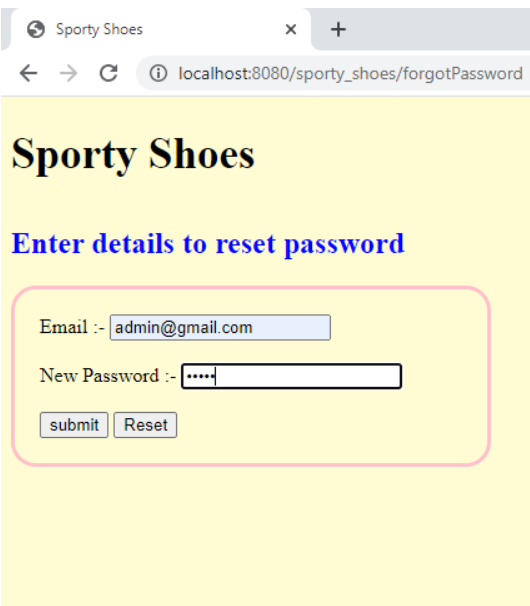 Sporty Shoes
localhost:8080/sporty_shoes/forgotPassword
Sporty Shoes
Enter details to reset password
Email :- admin@gmail.com
New Password :- •••••
submit Reset